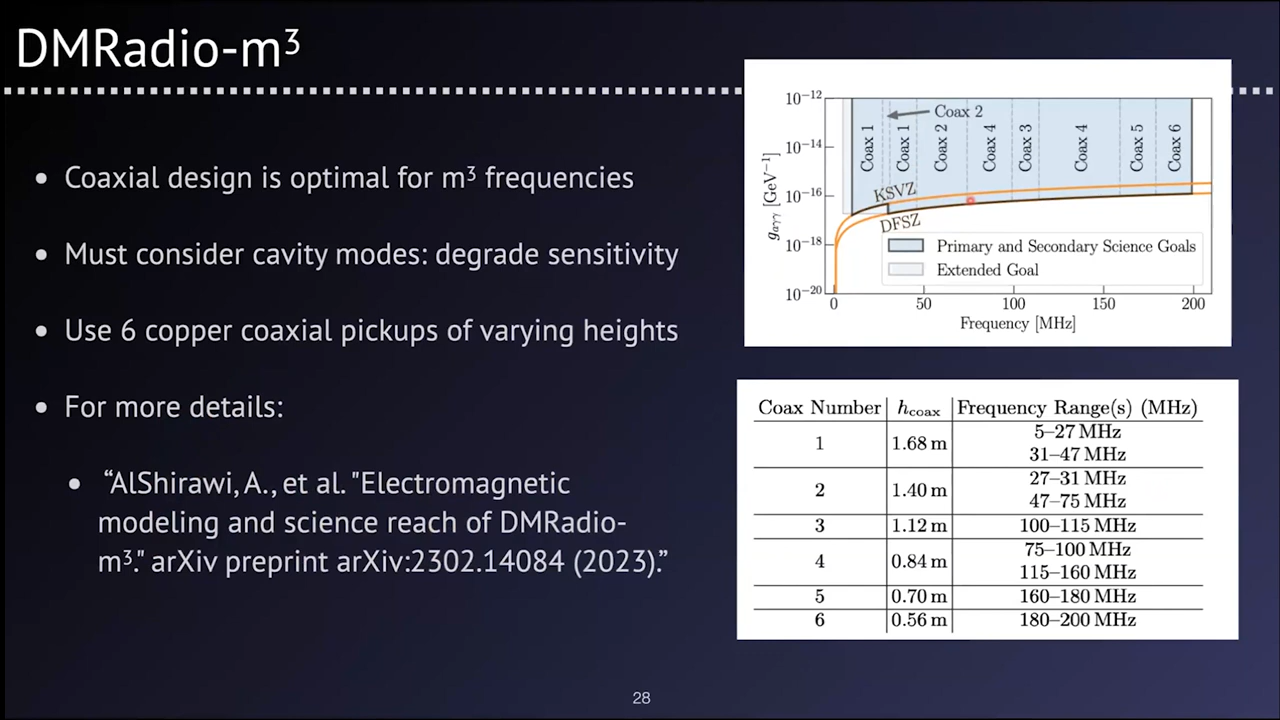 DMRadio-m³
• Coaxial design is optimal for m³ frequencies
• Must consider cavity modes: degrade sensitivity
• Use 6 copper coaxial pickups of varying heights
• For more details:
• “AlShirawi, A., et al. "Electromagnetic
modeling and science reach of DMRadio-
m³." arXiv preprint arXiv:2302.14084 (2023).”
10⁻¹²
10⁻¹⁴
10⁻¹⁶
10⁻¹⁸
10⁻²⁰
g_aγγ [GeV⁻¹]
Coax 2
Coax 1
Coax 1
Coax 2
Coax 4
Coax 3
Coax 4
Coax 5
Coax 6
KSVZ
DFSZ
Primary and Secondary Science Goals
Extended Goal
0 50 100 150 200
Frequency [MHz]
Coax Number h_coax Frequency Range(s) (MHz)
1 1.68 m 5–27 MHz
31–47 MHz
2 1.40 m 27–31 MHz
47–75 MHz
3 1.12 m 100–115 MHz
4 0.84 m 75–100 MHz
115–160 MHz
5 0.70 m 160–180 MHz
6 0.56 m 180–200 MHz
28